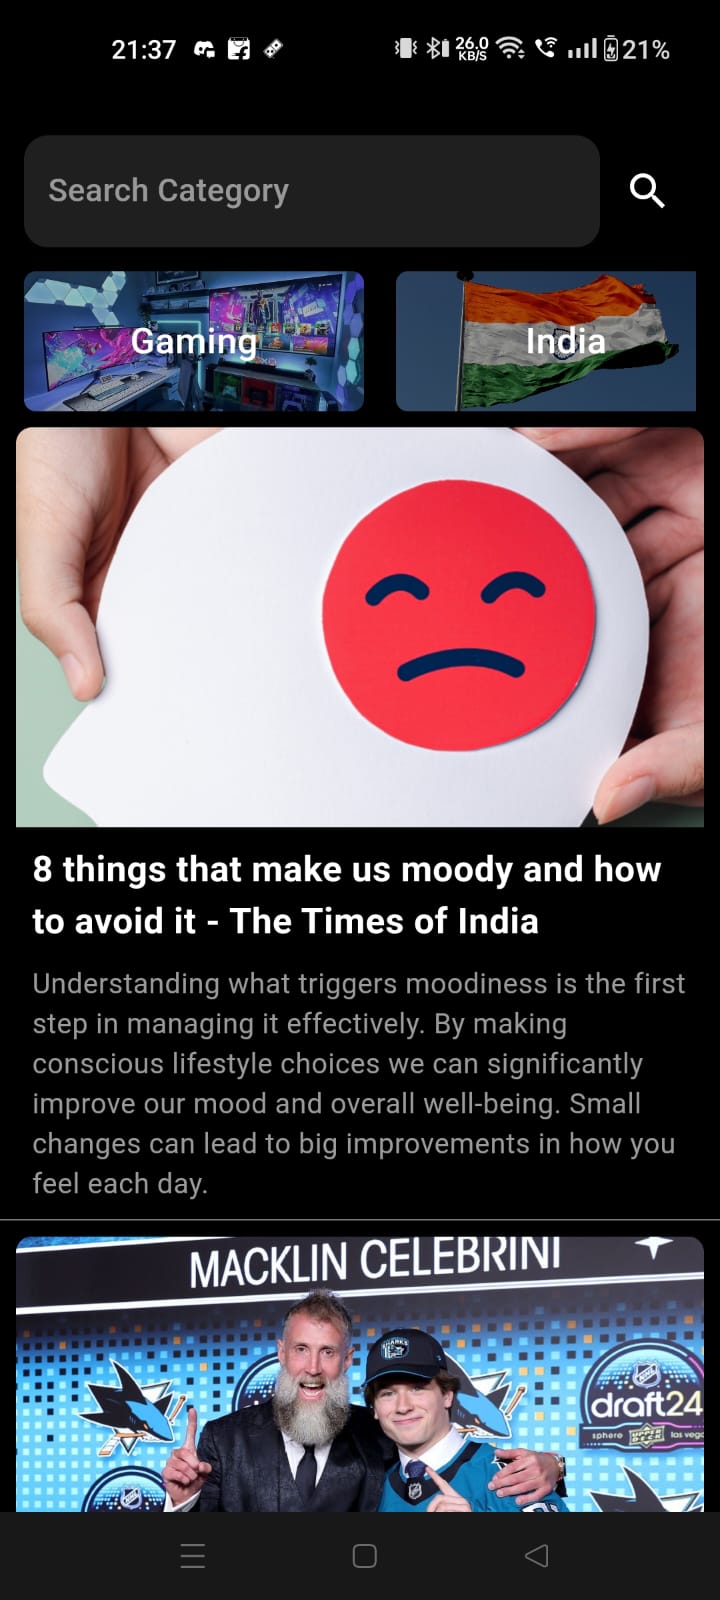 21:37
26.0
KB/S
21%
Search Category
Gaming
India
8 things that make us moody and how
to avoid it - The Times of India
Understanding what triggers moodiness is the first
step in managing it effectively. By making
conscious lifestyle choices we can significantly
improve our mood and overall well-being. Small
changes can lead to big improvements in how you
feel each day.
MACKLIN CELEBRINI
SHARKS
draft24
sphere UPPER DECK las vegas